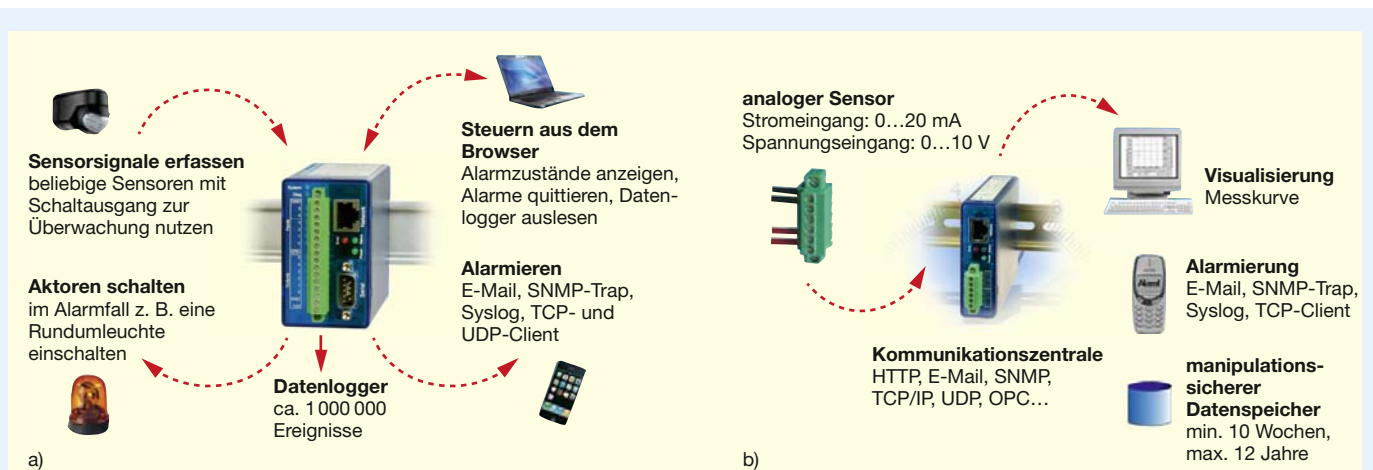 Sensorsignale erfassen
beliebige Sensoren mit
Schaltausgang zur
Überwachung nutzen
Aktoren schalten
im Alarmfall z. B. eine
Rundumleuchte
einschalten
Datenlogger
ca. 1 000 000
Ereignisse
Steuern aus dem
Browser
Alarmzustände anzeigen,
Alarme quittieren, Daten-
logger auslesen
Alarmieren
E-Mail, SNMP-Trap,
Syslog, TCP- und
UDP-Client
a)
analoger Sensor
Stromeingang: 0…20 mA
Spannungseingang: 0…10 V
Kommunikationszentrale
HTTP, E-Mail, SNMP,
TCP/IP, UDP, OPC…
Visualisierung
Messkurve
Alarmierung
E-Mail, SNMP-Trap,
Syslog, TCP-Client
Alarm!
manipulations-
sicherer
Datenspeicher
min. 10 Wochen,
max. 12 Jahre
b)